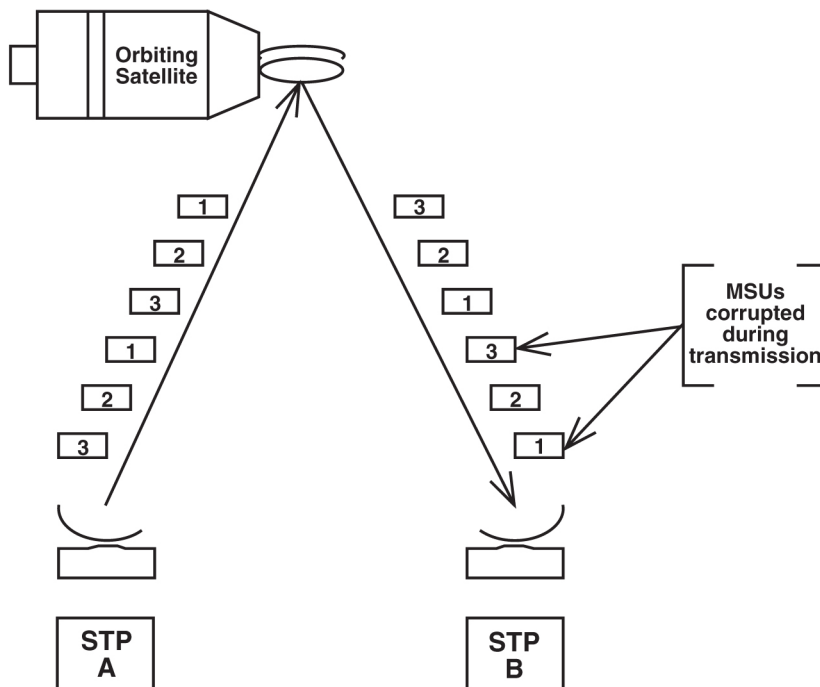 Orbiting
Satellite
1
2
3
1
2
3
3
2
1
3
2
1
MSUs
corrupted
during
transmission
STP
A
STP
B